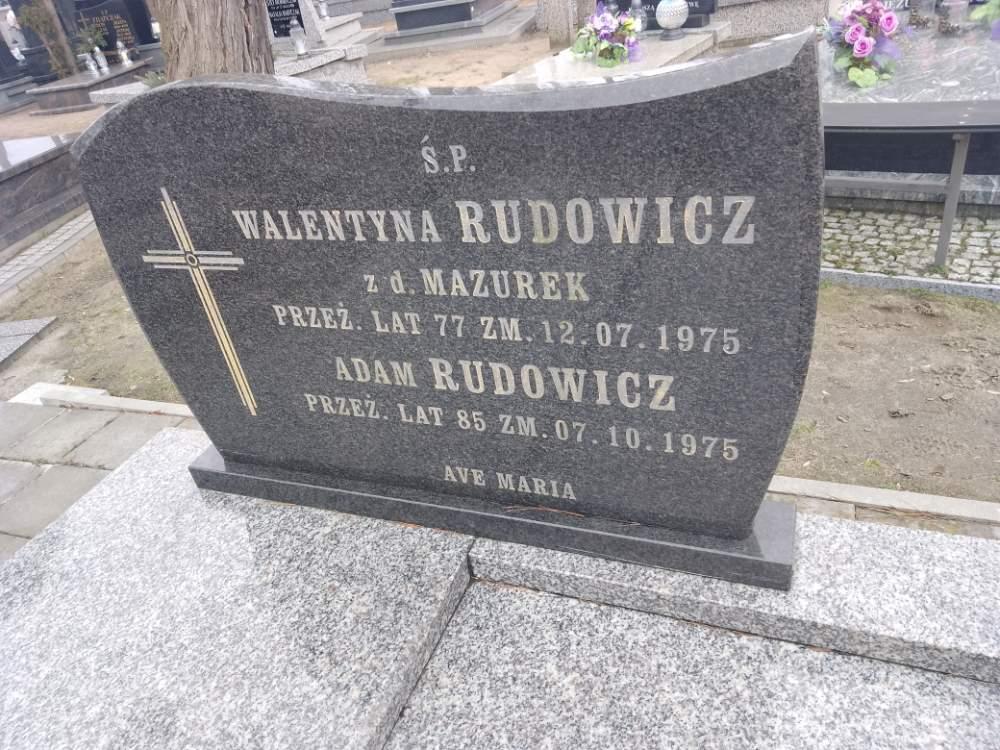 Ś.P.
WALENTYNA RUDOWICZ
z d. MAZUREK
PRZEŻ. LAT 77 ZM. 12.07.1975
ADAM RUDOWICZ
PRZEŻ. LAT 85 ZM. 07.10.1975
AVE MARIA